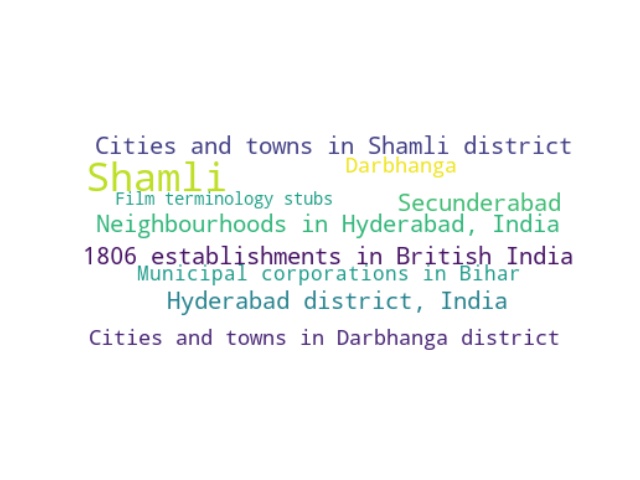 Cities and towns in Shamli district
Darbhanga
Shamli
Film terminology stubs
Secunderabad
Neighbourhoods in Hyderabad, India
1806 establishments in British India
Municipal corporations in Bihar
Hyderabad district, India
Cities and towns in Darbhanga district